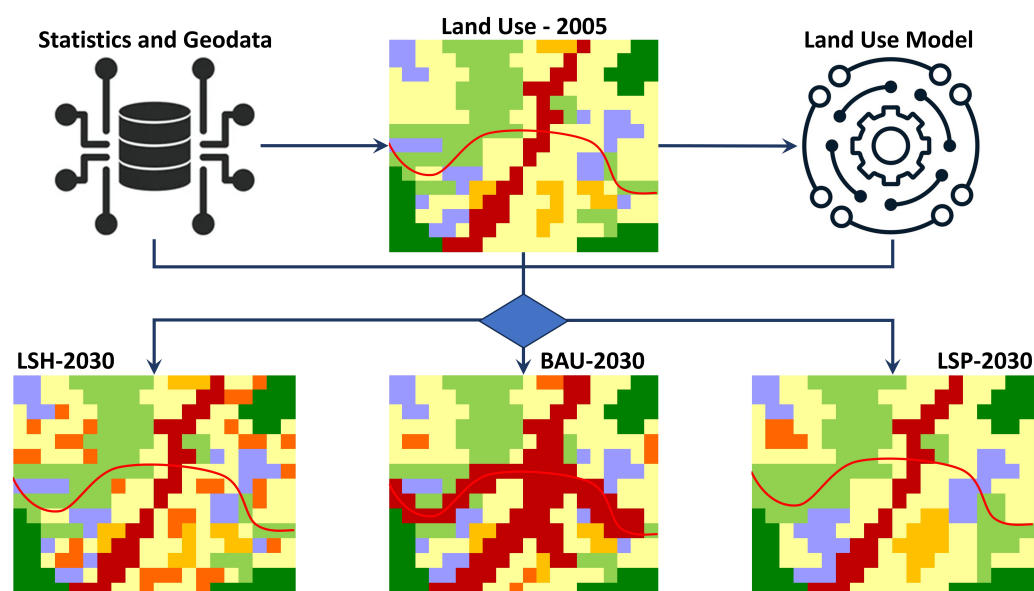 Statistics and Geodata
Land Use - 2005
Land Use Model
LSH-2030
BAU-2030
LSP-2030